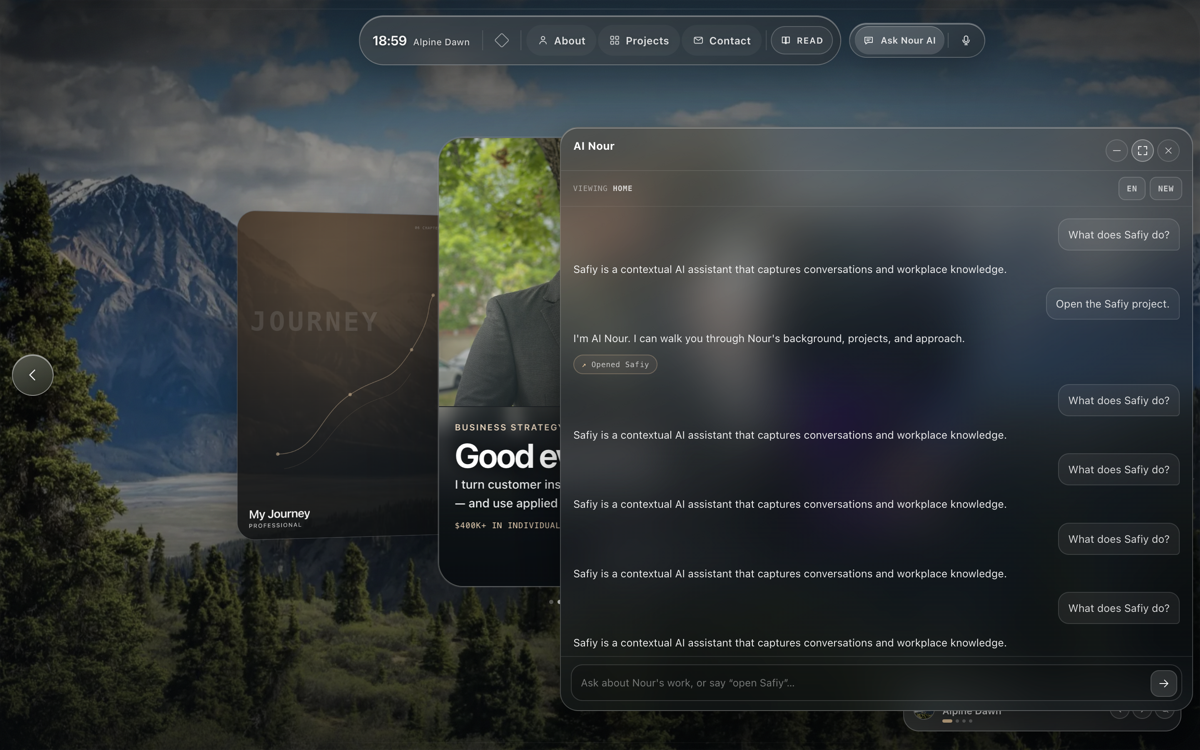 18:59 Alpine Dawn
About
Projects
Contact
READ
Ask Nour AI
JOURNEY
My Journey
PROFESSIONAL
BUSINESS STRATEGY
Good ev
I turn customer ins
— and use applied
$400K+ IN INDIVIDUAL
AI Nour
VIEWING HOME
EN
NEW
What does Safiy do?
Safiy is a contextual AI assistant that captures conversations and workplace knowledge.
Open the Safiy project.
I'm AI Nour. I can walk you through Nour's background, projects, and approach.
↗ Opened Safiy
What does Safiy do?
Safiy is a contextual AI assistant that captures conversations and workplace knowledge.
What does Safiy do?
Safiy is a contextual AI assistant that captures conversations and workplace knowledge.
What does Safiy do?
Safiy is a contextual AI assistant that captures conversations and workplace knowledge.
What does Safiy do?
Safiy is a contextual AI assistant that captures conversations and workplace knowledge.
Ask about Nour's work, or say “open Safiy”...
Alpine Dawn